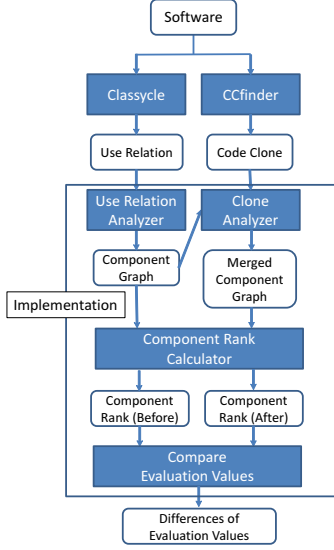 Software
Classycle
CCfinder
Use Relation
Code Clone
Use Relation
Analyzer
Clone
Analyzer
Component
Graph
Merged
Component
Graph
Implementation
Component Rank
Calculator
Component
Rank (Before)
Component
Rank (After)
Compare
Evaluation Values
Differences of
Evaluation Values